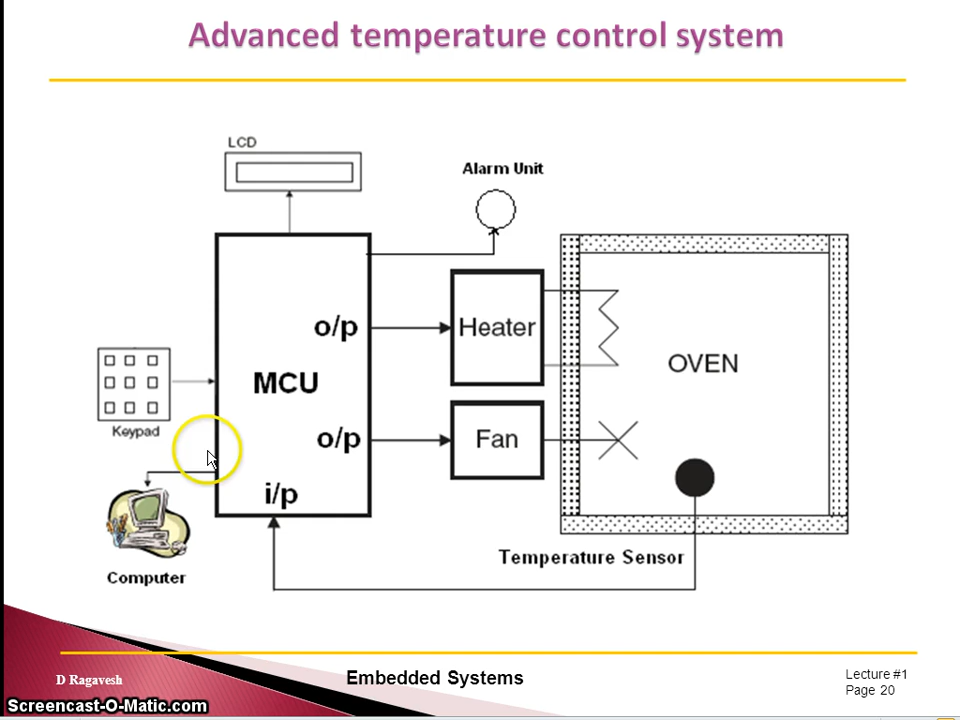 Advanced temperature control system
LCD
Alarm Unit
o/p
Heater
MCU
OVEN
Keypad
o/p
Fan
i/p
Temperature Sensor
Computer
D Ragavesh
Embedded Systems
Lecture #1
Page 20
Screencast-O-Matic.com